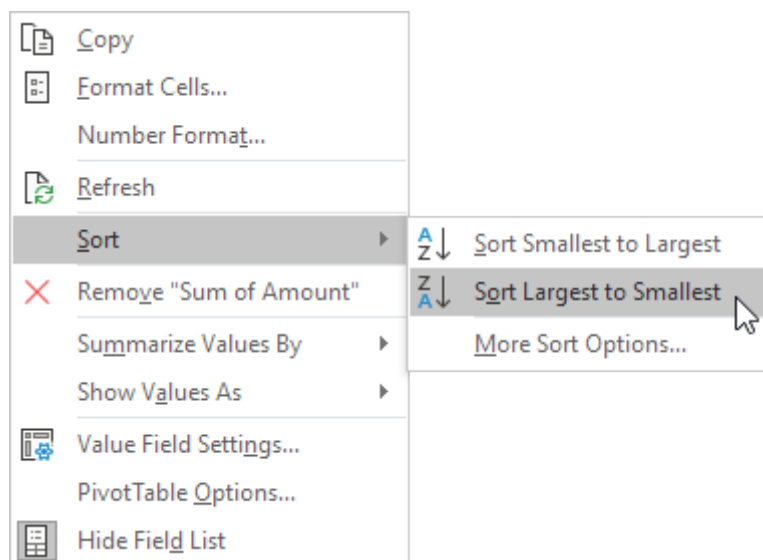 Copy
Format Cells...
Number Format...
Refresh
Sort
Remove "Sum of Amount"
Summarize Values By
Show Values As
Value Field Settings...
PivotTable Options...
Hide Field List
Sort Smallest to Largest
Sort Largest to Smallest
More Sort Options...